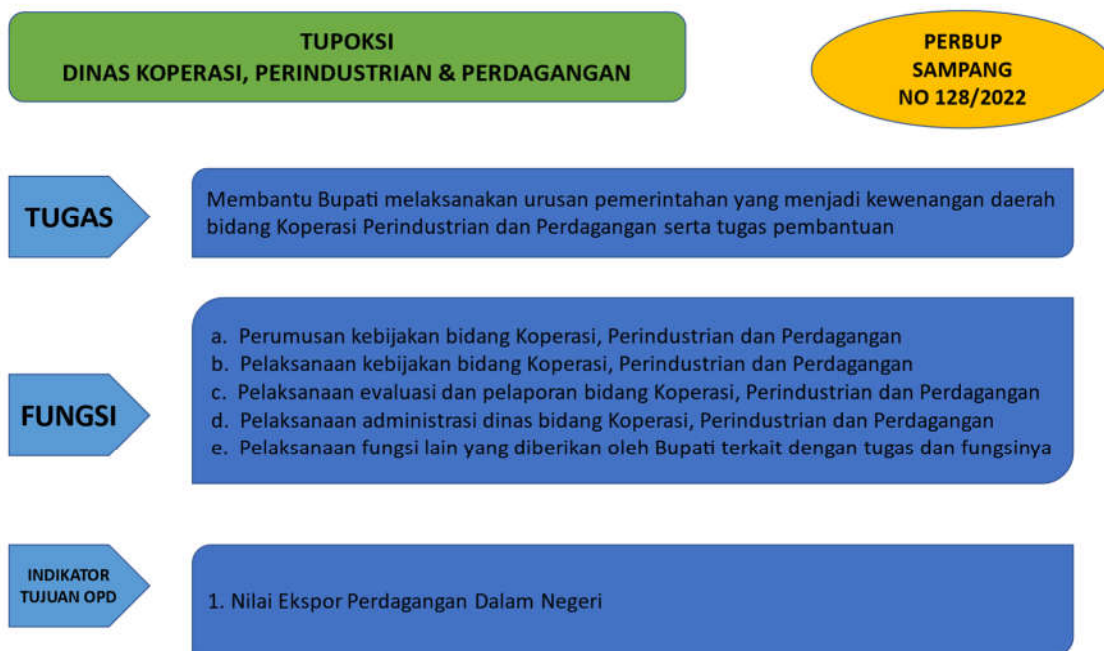 TUPOKSI
DINAS KOPERASI, PERINDUSTRIAN & PERDAGANGAN
PERBUP
SAMPANG
NO 128/2022
TUGAS
Membantu Bupati melaksanakan urusan pemerintahan yang menjadi kewenangan daerah
bidang Koperasi Perindustrian dan Perdagangan serta tugas pembantuan
FUNGSI
a. Perumusan kebijakan bidang Koperasi, Perindustrian dan Perdagangan
b. Pelaksanaan kebijakan bidang Koperasi, Perindustrian dan Perdagangan
c. Pelaksanaan evaluasi dan pelaporan bidang Koperasi, Perindustrian dan Perdagangan
d. Pelaksanaan administrasi dinas bidang Koperasi, Perindustrian dan Perdagangan
e. Pelaksanaan fungsi lain yang diberikan oleh Bupati terkait dengan tugas dan fungsinya
INDIKATOR
TUJUAN OPD
1. Nilai Ekspor Perdagangan Dalam Negeri